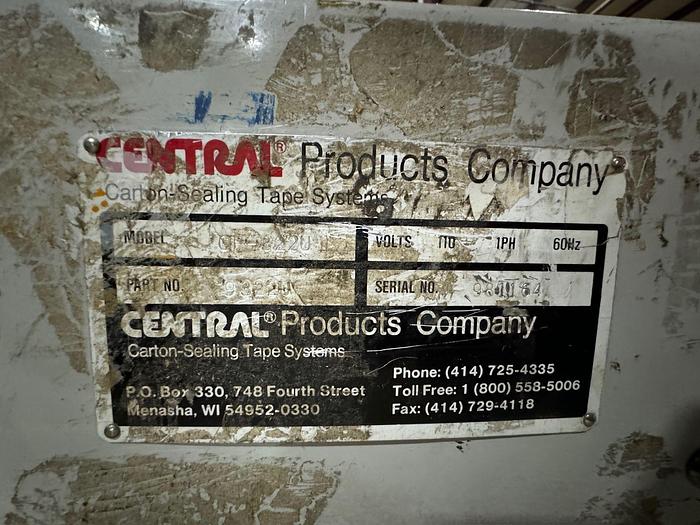 CENTRAL® Products Company
Carton-Sealing Tape Systems
MODEL
VOLTS 110 1PH 60Hz
PART NO.
SERIAL NO.
CENTRAL® Products Company
Carton-Sealing Tape Systems
P.O. Box 330, 748 Fourth Street
Menasha, WI 54952-0330
Phone: (414) 725-4335
Toll Free: 1 (800) 558-5006
Fax: (414) 729-4118